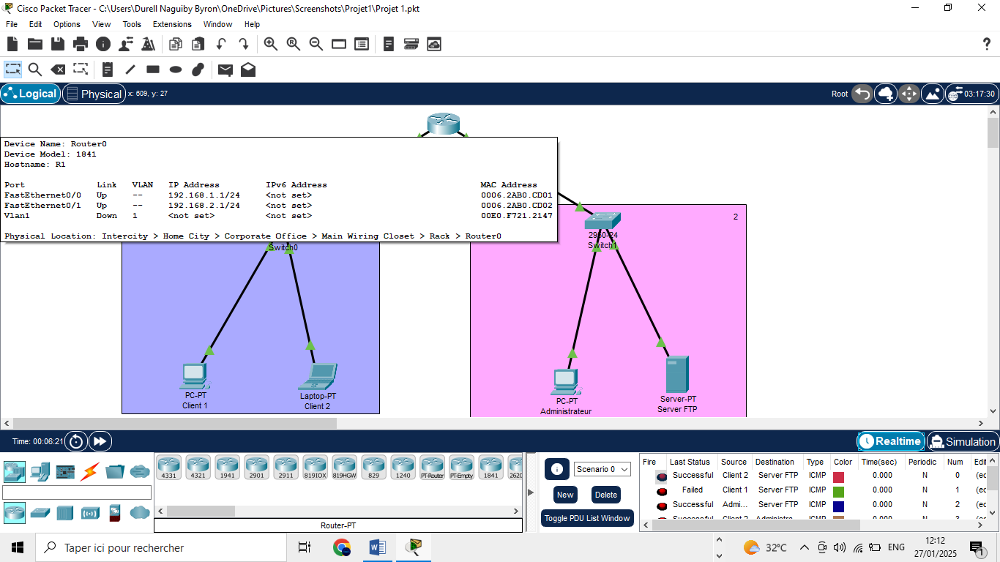 Cisco Packet Tracer - C:\Users\Durell Naguiby Byron\OneDrive\Pictures\Screenshots\Projet1\Projet 1.pkt
File Edit Options View Tools Extensions Window Help
Logical Physical x: 609, y: 27 Root 03:17:30
Device Name: Router0
Device Model: 1841
Hostname: R1
Port Link VLAN IP Address IPv6 Address MAC Address
FastEthernet0/0 Up -- 192.168.1.1/24 <not set> 0006.2AB0.CD01
FastEthernet0/1 Up -- 192.168.2.1/24 <not set> 0006.2AB0.CD02
Vlan1 Down 1 <not set> <not set> 00E0.F721.2147
Physical Location: Intercity > Home City > Corporate Office > Main Wiring Closet > Rack > Router0
2
2950-24
Switch1
Switch0
PC-PT
Client 1
Laptop-PT
Client 2
PC-PT
Administrateur
Server-PT
Server FTP
Time: 00:06:21 Realtime Simulation
4331 4321 1941 2901 2911 819IOX 819HGW 829 1240 PT-Router PT-Empty 1841 2620
Router-PT
Scenario 0
New Delete
Toggle PDU List Window
Fire Last Status Source Destination Type Color Time(sec) Periodic Num Edi
Successful Client 2 Server FTP ICMP 0.000 N 0 (ec
Failed Client 1 Server FTP ICMP 0.000 N 1 (ec
Successful Admi... Server FTP ICMP 0.000 N 2 (ec
Successful Client 2 Administra... ICMP 0.000 N 3 (ec
Taper ici pour rechercher
32°C ENG
12:12
27/01/2025
1